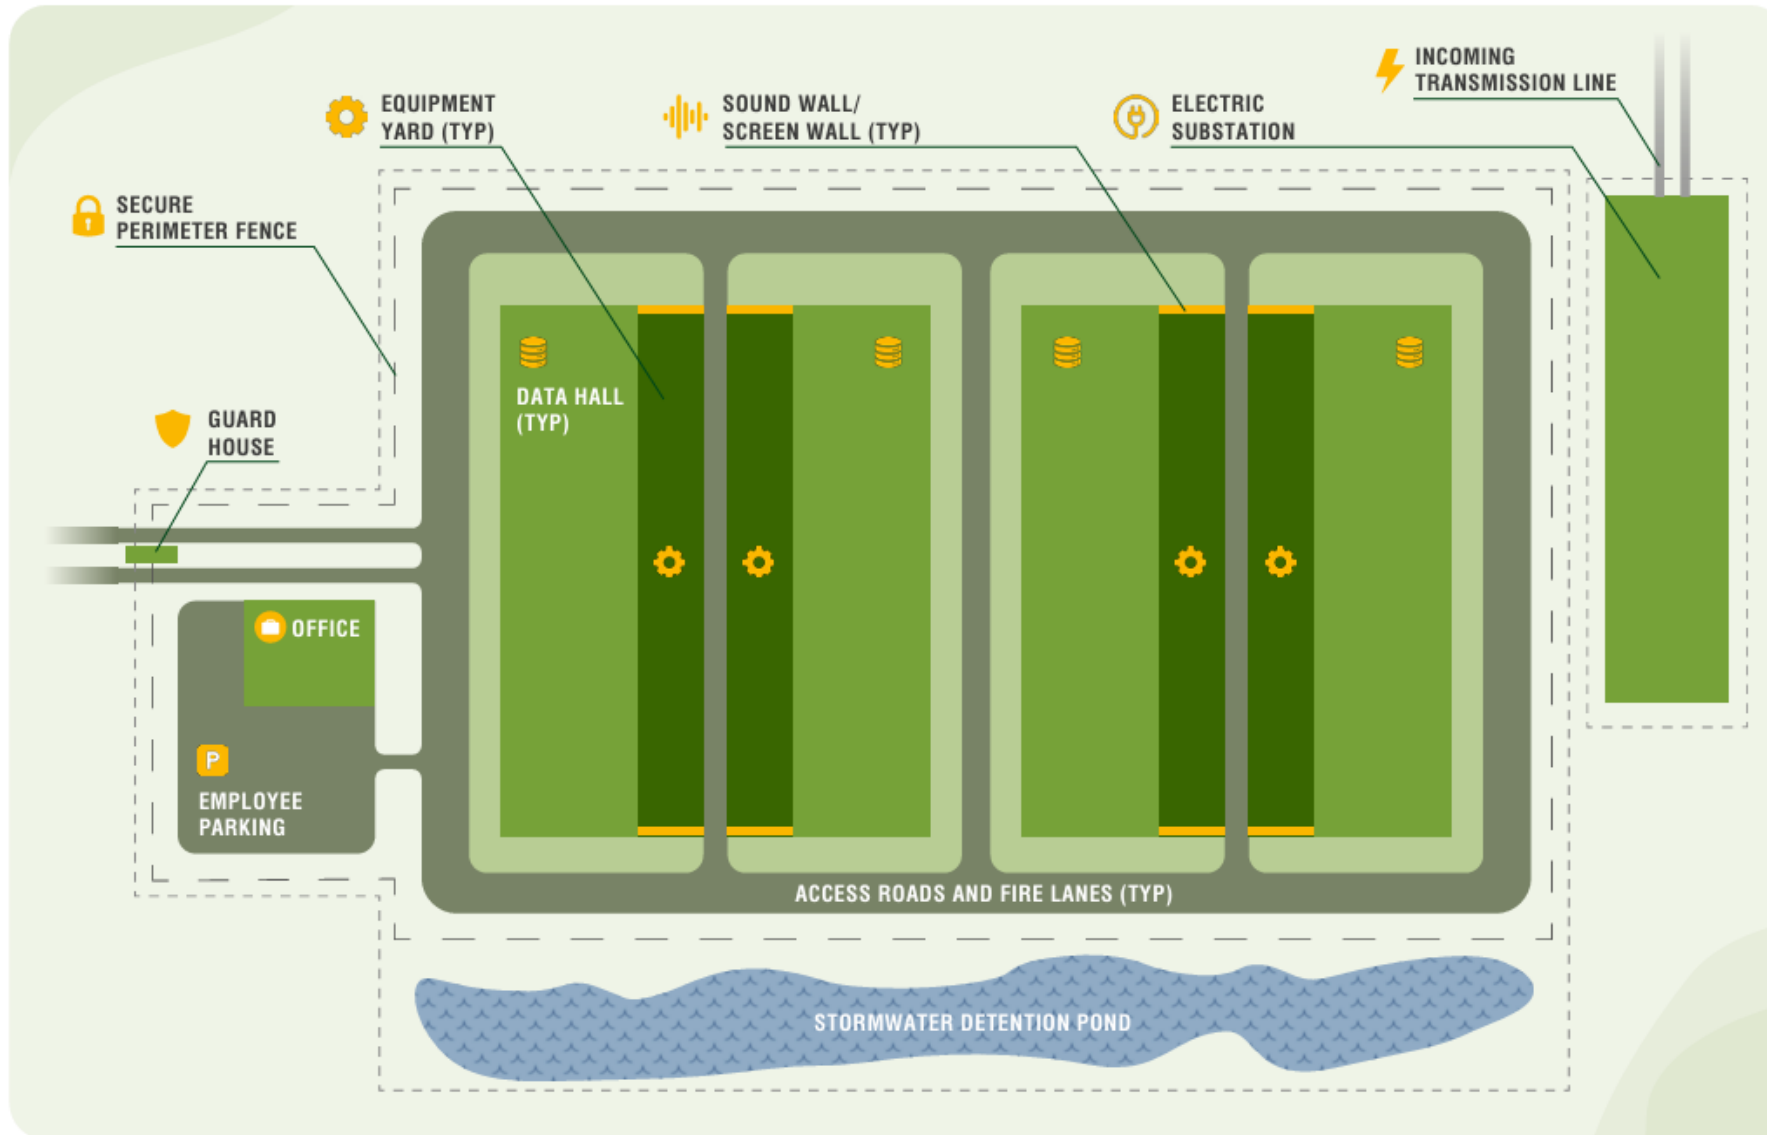 INCOMING
TRANSMISSION LINE
EQUIPMENT
YARD (TYP)
SOUND WALL/
SCREEN WALL (TYP)
ELECTRIC
SUBSTATION
SECURE
PERIMETER FENCE
DATA HALL
(TYP)
GUARD
HOUSE
OFFICE
P
EMPLOYEE
PARKING
ACCESS ROADS AND FIRE LANES (TYP)
STORMWATER DETENTION POND